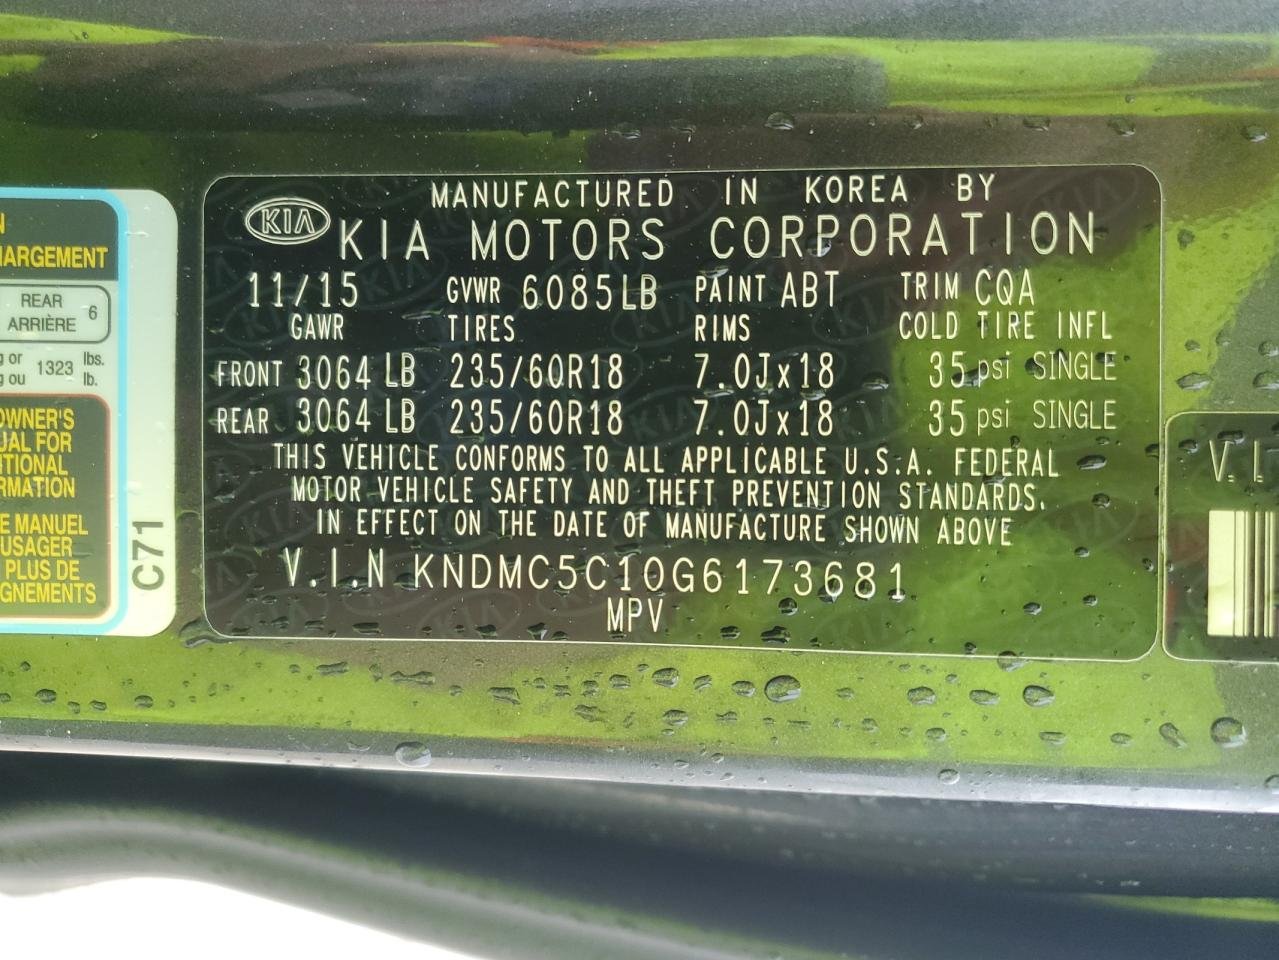 N
HARGEMENT
REAR
ARRIÈRE 6
g or 1323 lbs.
g ou lb.
OWNER'S
UAL FOR
ITIONAL
RMATION
E MANUEL
USAGER
PLUS DE
GNEMENTS
C71
MANUFACTURED IN KOREA BY
KIA KIA MOTORS CORPORATION
11/15 GVWR 6085LB PAINT ABT TRIM CQA
GAWR TIRES RIMS COLD TIRE INFL
FRONT 3064 LB 235/60R18 7.0Jx18 35 psi SINGLE
REAR 3064 LB 235/60R18 7.0Jx18 35 psi SINGLE
THIS VEHICLE CONFORMS TO ALL APPLICABLE U.S.A. FEDERAL
MOTOR VEHICLE SAFETY AND THEFT PREVENTION STANDARDS.
IN EFFECT ON THE DATE OF MANUFACTURE SHOWN ABOVE
V.I.N KNDMC5C10G6173681
MPV
V.I